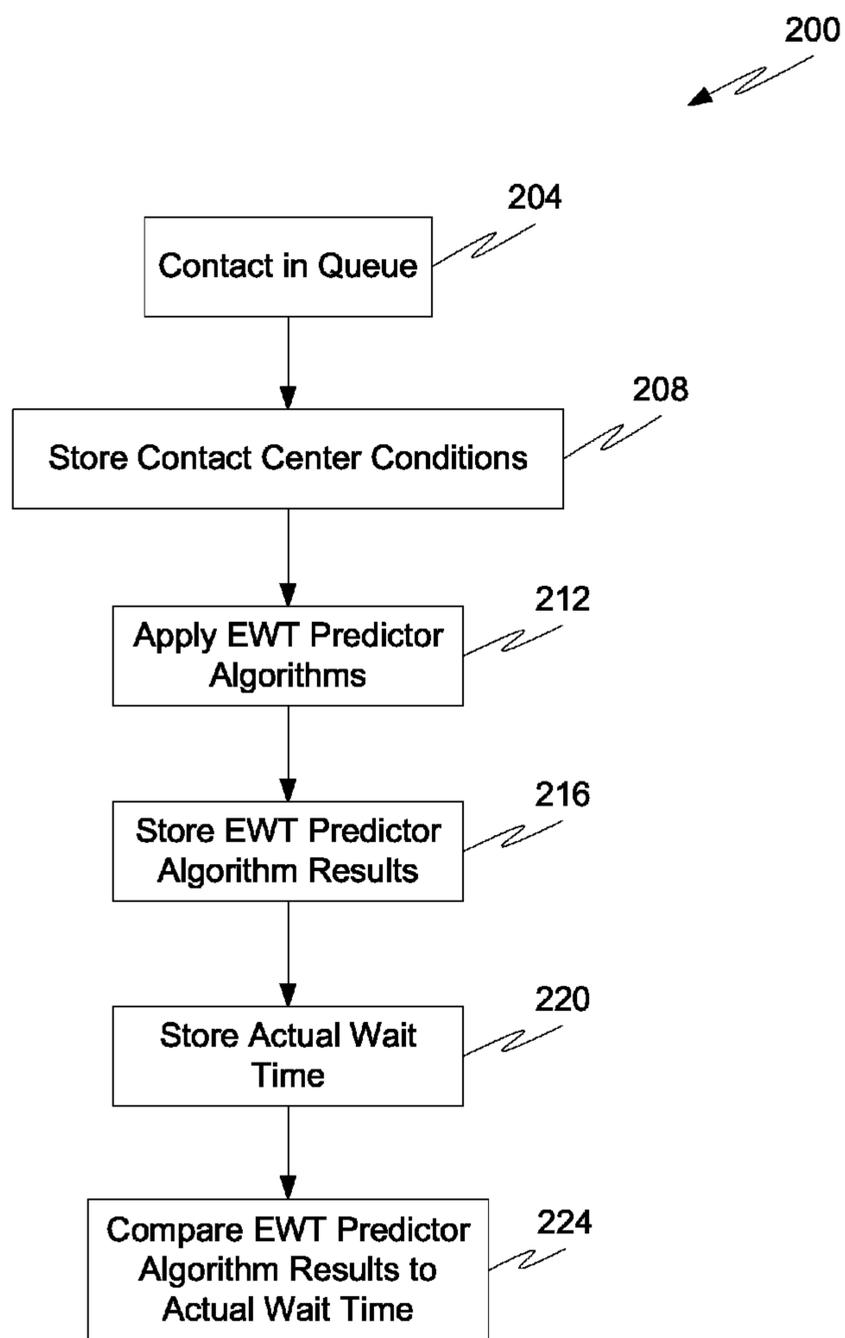 200
204
Contact in Queue
208
Store Contact Center Conditions
212
Apply EWT Predictor
Algorithms
216
Store EWT Predictor
Algorithm Results
220
Store Actual Wait
Time
224
Compare EWT Predictor
Algorithm Results to
Actual Wait Time